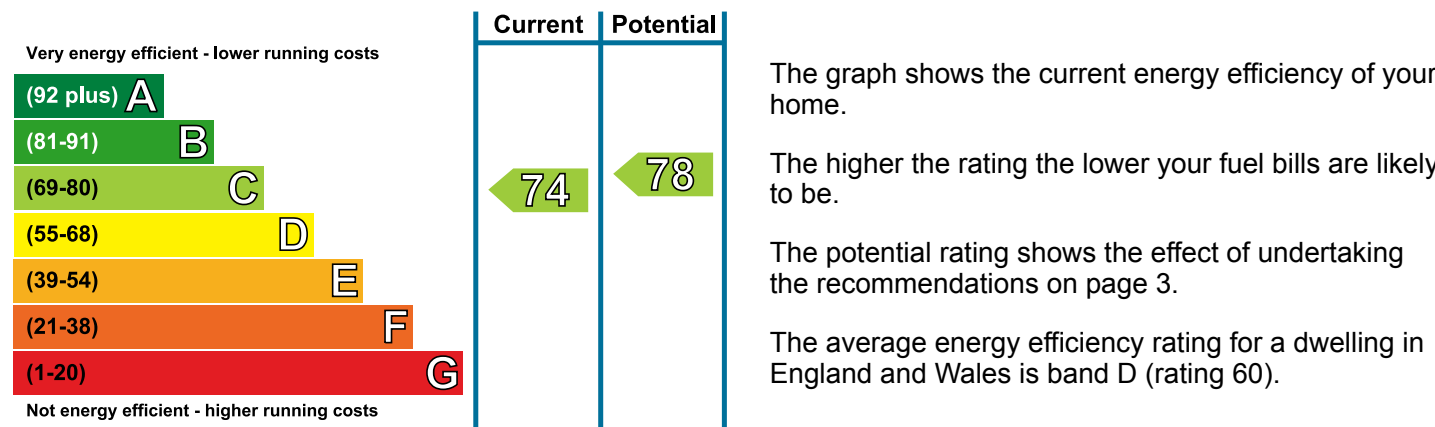 Current Potential
Very energy efficient - lower running costs
(92 plus) A
(81-91) B
(69-80) C
(55-68) D
(39-54) E
(21-38) F
(1-20) G
Not energy efficient - higher running costs
74
78
The graph shows the current energy efficiency of your
home.
The higher the rating the lower your fuel bills are likely
to be.
The potential rating shows the effect of undertaking
the recommendations on page 3.
The average energy efficiency rating for a dwelling in
England and Wales is band D (rating 60).